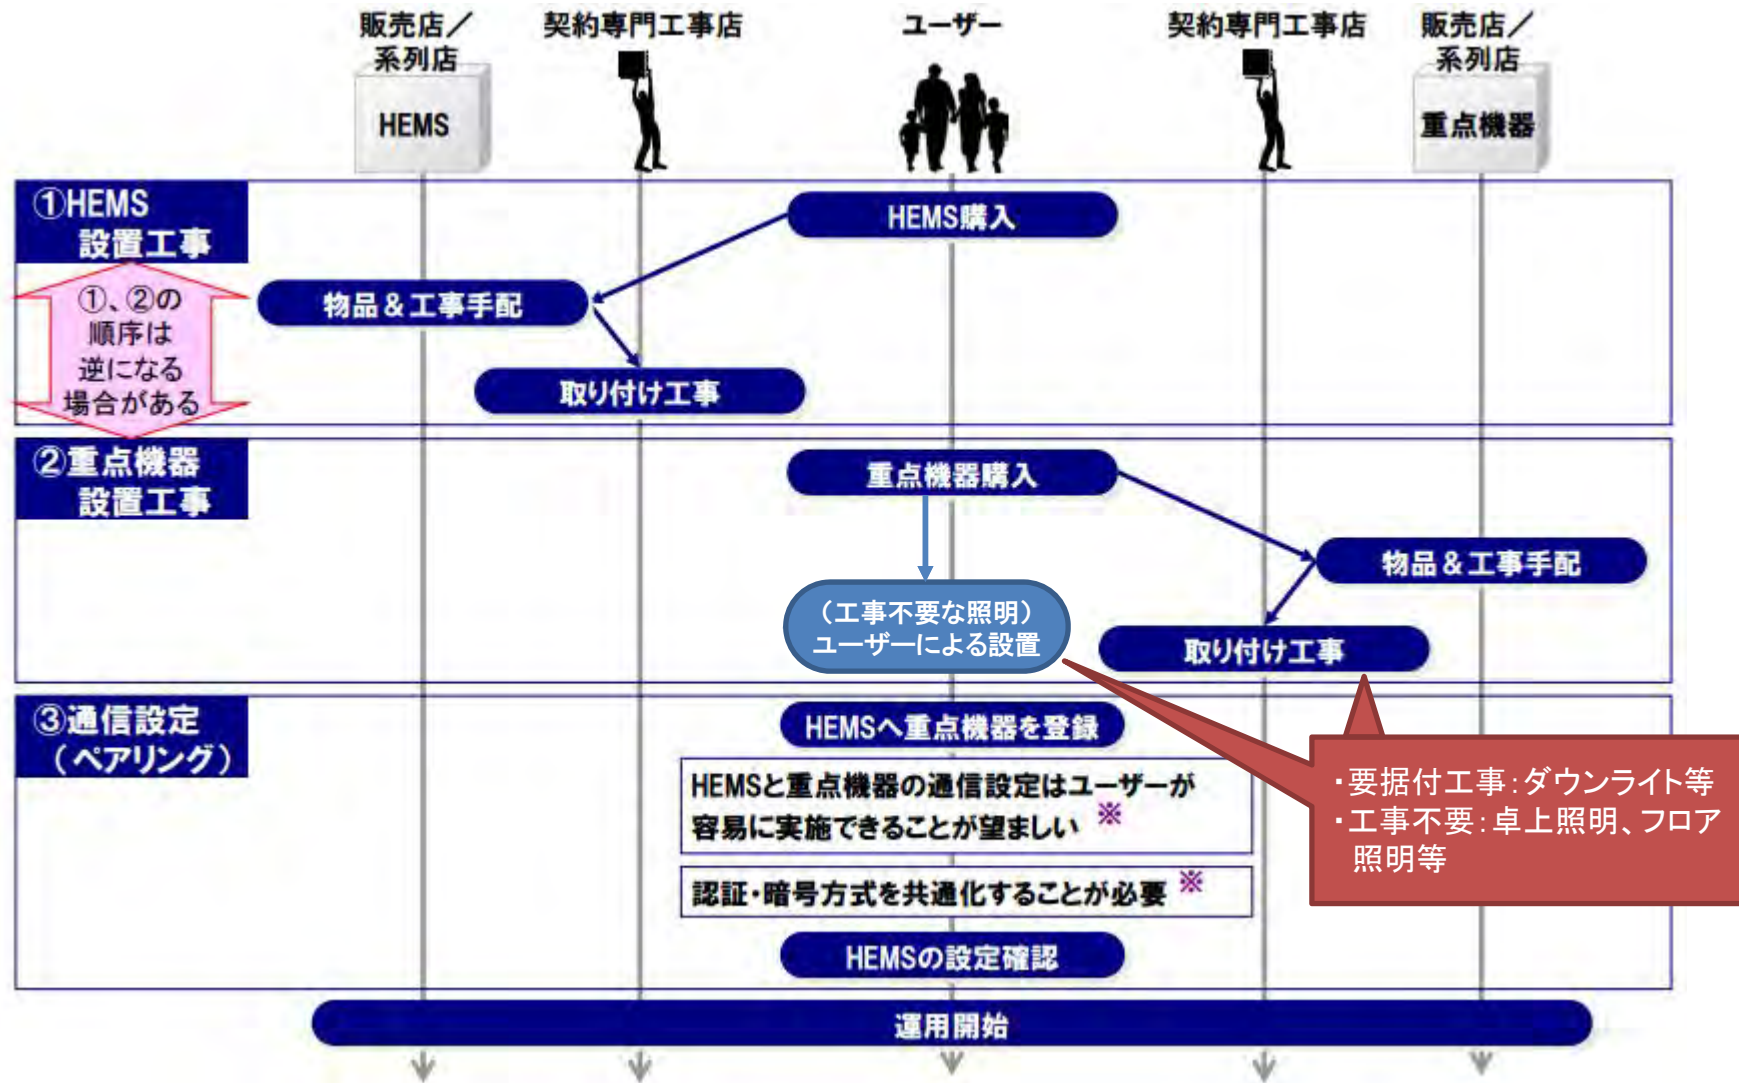 販売店／
系列店
契約専門工事店
ユーザー
契約専門工事店
販売店／
系列店
HEMS
重点機器
①HEMS
設置工事
HEMS購入
①、②の
順序は
逆になる
場合がある
物品＆工事手配
取り付け工事
②重点機器
設置工事
重点機器購入
物品＆工事手配
（工事不要な照明）
ユーザーによる設置
取り付け工事
③通信設定
（ペアリング）
HEMSへ重点機器を登録
HEMSと重点機器の通信設定はユーザーが
容易に実施できることが望ましい ※
認証・暗号方式を共通化することが必要 ※
・要据付工事：ダウンライト等
・工事不要：卓上照明、フロア
照明等
HEMSの設定確認
運用開始